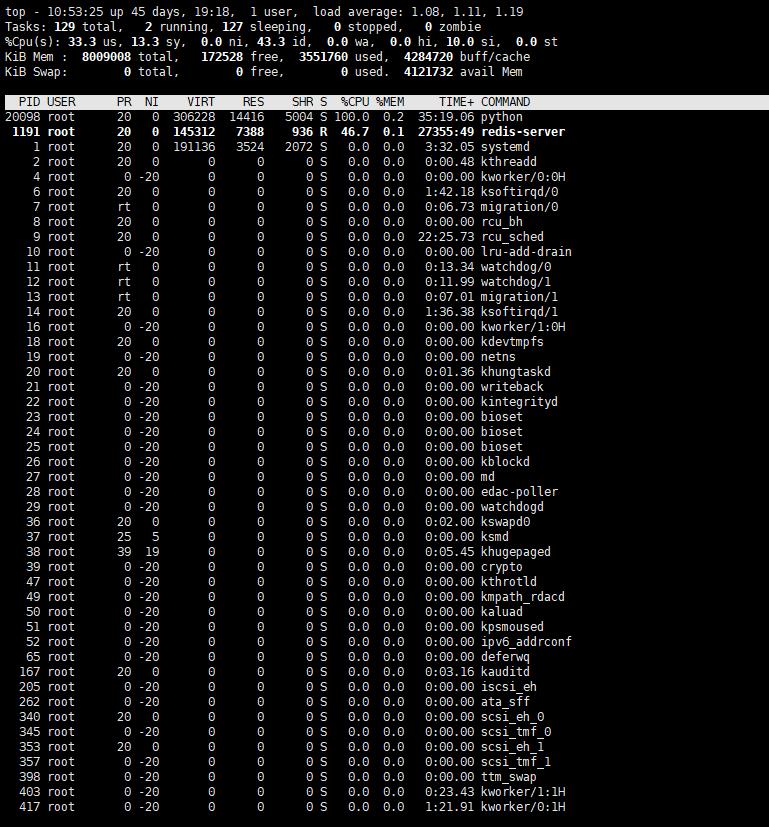 top - 10:53:25 up 45 days, 19:18,  1 user,  load average: 1.08, 1.11, 1.19
Tasks: 129 total,   2 running, 127 sleeping,   0 stopped,   0 zombie
%Cpu(s): 33.3 us, 13.3 sy,  0.0 ni, 43.3 id,  0.0 wa,  0.0 hi, 10.0 si,  0.0 st
KiB Mem :  8009008 total,   172528 free,  3551760 used,  4284720 buff/cache
KiB Swap:        0 total,        0 free,        0 used.  4121732 avail Mem
PID USER      PR  NI    VIRT    RES    SHR S  %CPU %MEM     TIME+ COMMAND
20098 root      20   0  306228  14416   5004 S 100.0  0.2  35:19.06 python
1191 root      20   0  145312   7388    936 R  46.7  0.1  27355:49 redis-server
1 root      20   0  191136   3524   2072 S   0.0  0.0   3:32.05 systemd
2 root      20   0       0      0      0 S   0.0  0.0   0:00.48 kthreadd
4 root       0 -20       0      0      0 S   0.0  0.0   0:00.00 kworker/0:0H
6 root      20   0       0      0      0 S   0.0  0.0   1:42.18 ksoftirqd/0
7 root      rt   0       0      0      0 S   0.0  0.0   0:06.73 migration/0
8 root      20   0       0      0      0 S   0.0  0.0   0:00.00 rcu_bh
9 root      20   0       0      0      0 S   0.0  0.0  22:25.73 rcu_sched
10 root       0 -20       0      0      0 S   0.0  0.0   0:00.00 lru-add-drain
11 root      rt   0       0      0      0 S   0.0  0.0   0:13.34 watchdog/0
12 root      rt   0       0      0      0 S   0.0  0.0   0:11.99 watchdog/1
13 root      rt   0       0      0      0 S   0.0  0.0   0:07.01 migration/1
14 root      20   0       0      0      0 S   0.0  0.0   1:36.38 ksoftirqd/1
16 root       0 -20       0      0      0 S   0.0  0.0   0:00.00 kworker/1:0H
18 root      20   0       0      0      0 S   0.0  0.0   0:00.00 kdevtmpfs
19 root       0 -20       0      0      0 S   0.0  0.0   0:00.00 netns
20 root      20   0       0      0      0 S   0.0  0.0   0:01.36 khungtaskd
21 root       0 -20       0      0      0 S   0.0  0.0   0:00.00 writeback
22 root       0 -20       0      0      0 S   0.0  0.0   0:00.00 kintegrityd
23 root       0 -20       0      0      0 S   0.0  0.0   0:00.00 bioset
24 root       0 -20       0      0      0 S   0.0  0.0   0:00.00 bioset
25 root       0 -20       0      0      0 S   0.0  0.0   0:00.00 bioset
26 root       0 -20       0      0      0 S   0.0  0.0   0:00.00 kblockd
27 root       0 -20       0      0      0 S   0.0  0.0   0:00.00 md
28 root       0 -20       0      0      0 S   0.0  0.0   0:00.00 edac-poller
29 root       0 -20       0      0      0 S   0.0  0.0   0:00.00 watchdogd
36 root      20   0       0      0      0 S   0.0  0.0   0:02.00 kswapd0
37 root      25   5       0      0      0 S   0.0  0.0   0:00.00 ksmd
38 root      39  19       0      0      0 S   0.0  0.0   0:05.45 khugepaged
39 root       0 -20       0      0      0 S   0.0  0.0   0:00.00 crypto
47 root       0 -20       0      0      0 S   0.0  0.0   0:00.00 kthrotld
49 root       0 -20       0      0      0 S   0.0  0.0   0:00.00 kmpath_rdacd
50 root       0 -20       0      0      0 S   0.0  0.0   0:00.00 kaluad
51 root       0 -20       0      0      0 S   0.0  0.0   0:00.00 kpsmoused
52 root       0 -20       0      0      0 S   0.0  0.0   0:00.00 ipv6_addrconf
65 root       0 -20       0      0      0 S   0.0  0.0   0:00.00 deferwq
167 root      20   0       0      0      0 S   0.0  0.0   0:03.16 kauditd
205 root       0 -20       0      0      0 S   0.0  0.0   0:00.00 iscsi_eh
262 root       0 -20       0      0      0 S   0.0  0.0   0:00.00 ata_sff
340 root      20   0       0      0      0 S   0.0  0.0   0:00.00 scsi_eh_0
345 root       0 -20       0      0      0 S   0.0  0.0   0:00.00 scsi_tmf_0
353 root      20   0       0      0      0 S   0.0  0.0   0:00.00 scsi_eh_1
357 root       0 -20       0      0      0 S   0.0  0.0   0:00.00 scsi_tmf_1
398 root       0 -20       0      0      0 S   0.0  0.0   0:00.00 ttm_swap
403 root       0 -20       0      0      0 S   0.0  0.0   0:23.43 kworker/1:1H
417 root       0 -20       0      0      0 S   0.0  0.0   1:21.91 kworker/0:1H